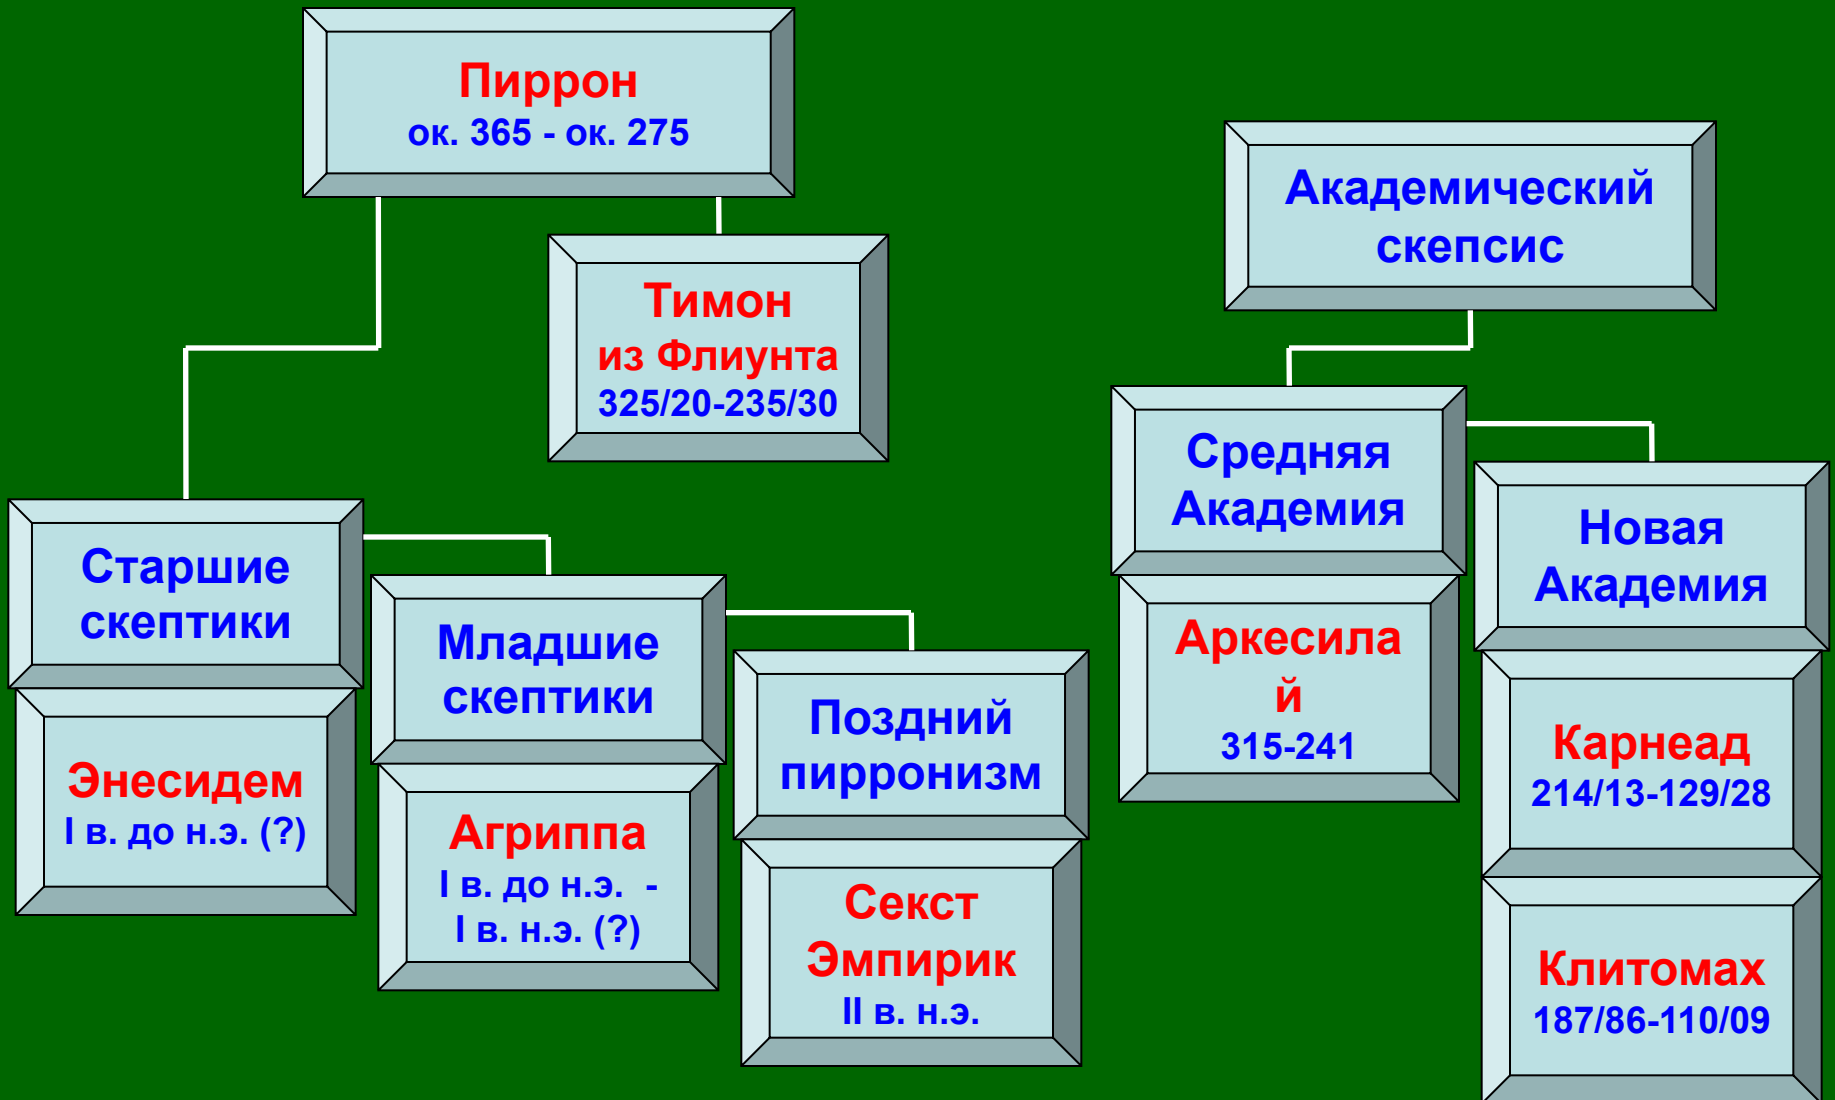 Пиррон
ок. 365 - ок. 275
Тимон
из Флиунта
325/20-235/30
Старшие
скептики
Энесидем
I в. до н.э. (?)
Младшие
скептики
Агриппа
I в. до н.э. -
I в. н.э. (?)
Поздний
пирронизм
Секст
Эмпирик
II в. н.э.
Академический
скепсис
Средняя
Академия
Аркесила
й
315-241
Новая
Академия
Карнеад
214/13-129/28
Клитомах
187/86-110/09